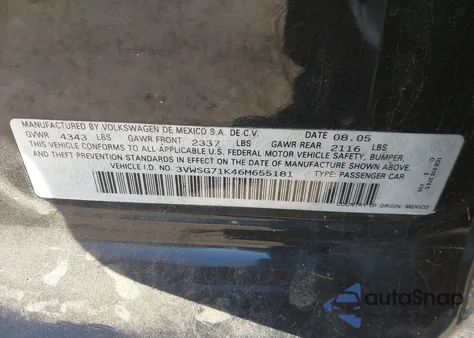 MANUFACTURED BY VOLKSWAGEN DE MEXICO S.A. DE C.V. DATE 08.05
GVWR 4343 LBS GAWR FRONT 2337 LBS GAWR REAR 2116 LBS
THIS VEHICLE CONFORMS TO ALL APPLICABLE U.S. FEDERAL MOTOR VEHICLE SAFETY, BUMPER,
THEFT PREVENTION STANDARDS IN EFFECT ON THE DATE OF MANUFACTURE SHOWN ABOVE.
VEHICLE I.D. NO. 3VWSG71K46M655181 TYPE: PASSENGER CAR
COUNTRY OF ORIGIN: MEXICO
autoSnap